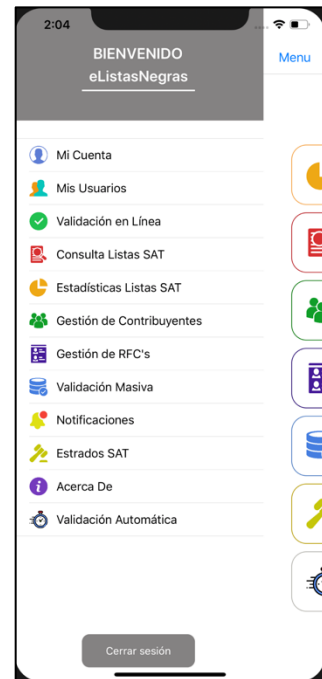 2:04
BIENVENIDO
eListasNegras
Menu
Mi Cuenta
Mis Usuarios
Validación en Línea
Consulta Listas SAT
Estadísticas Listas SAT
Gestión de Contribuyentes
Gestión de RFC's
Validación Masiva
Notificaciones
Estrados SAT
Acerca De
Validación Automática
Cerrar sesión